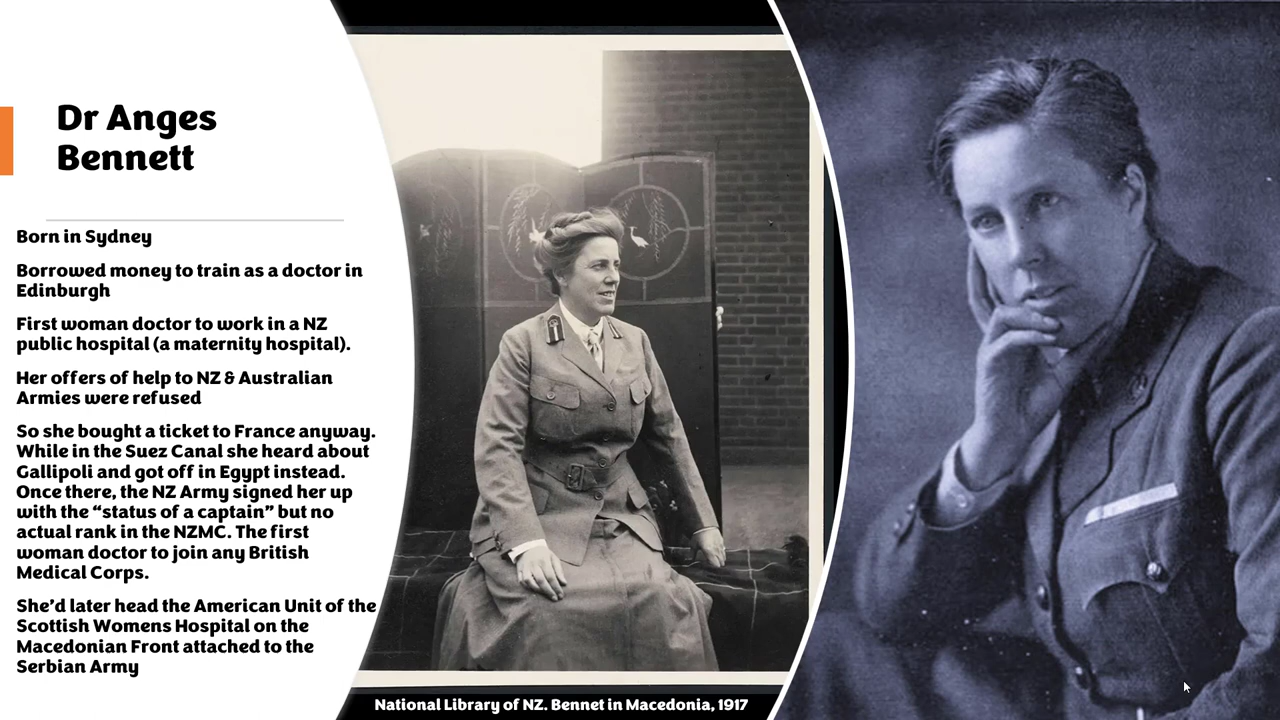 Dr Anges
Bennett
Born in Sydney
Borrowed money to train as a doctor in
Edinburgh
First woman doctor to work in a NZ
public hospital (a maternity hospital).
Her offers of help to NZ & Australian
Armies were refused
So she bought a ticket to France anyway.
While in the Suez Canal she heard about
Gallipoli and got off in Egypt instead.
Once there, the NZ Army signed her up
with the “status of a captain” but no
actual rank in the NZMC. The first
woman doctor to join any British
Medical Corps.
She’d later head the American Unit of the
Scottish Womens Hospital on the
Macedonian Front attached to the
Serbian Army
National Library of NZ. Bennet in Macedonia, 1917